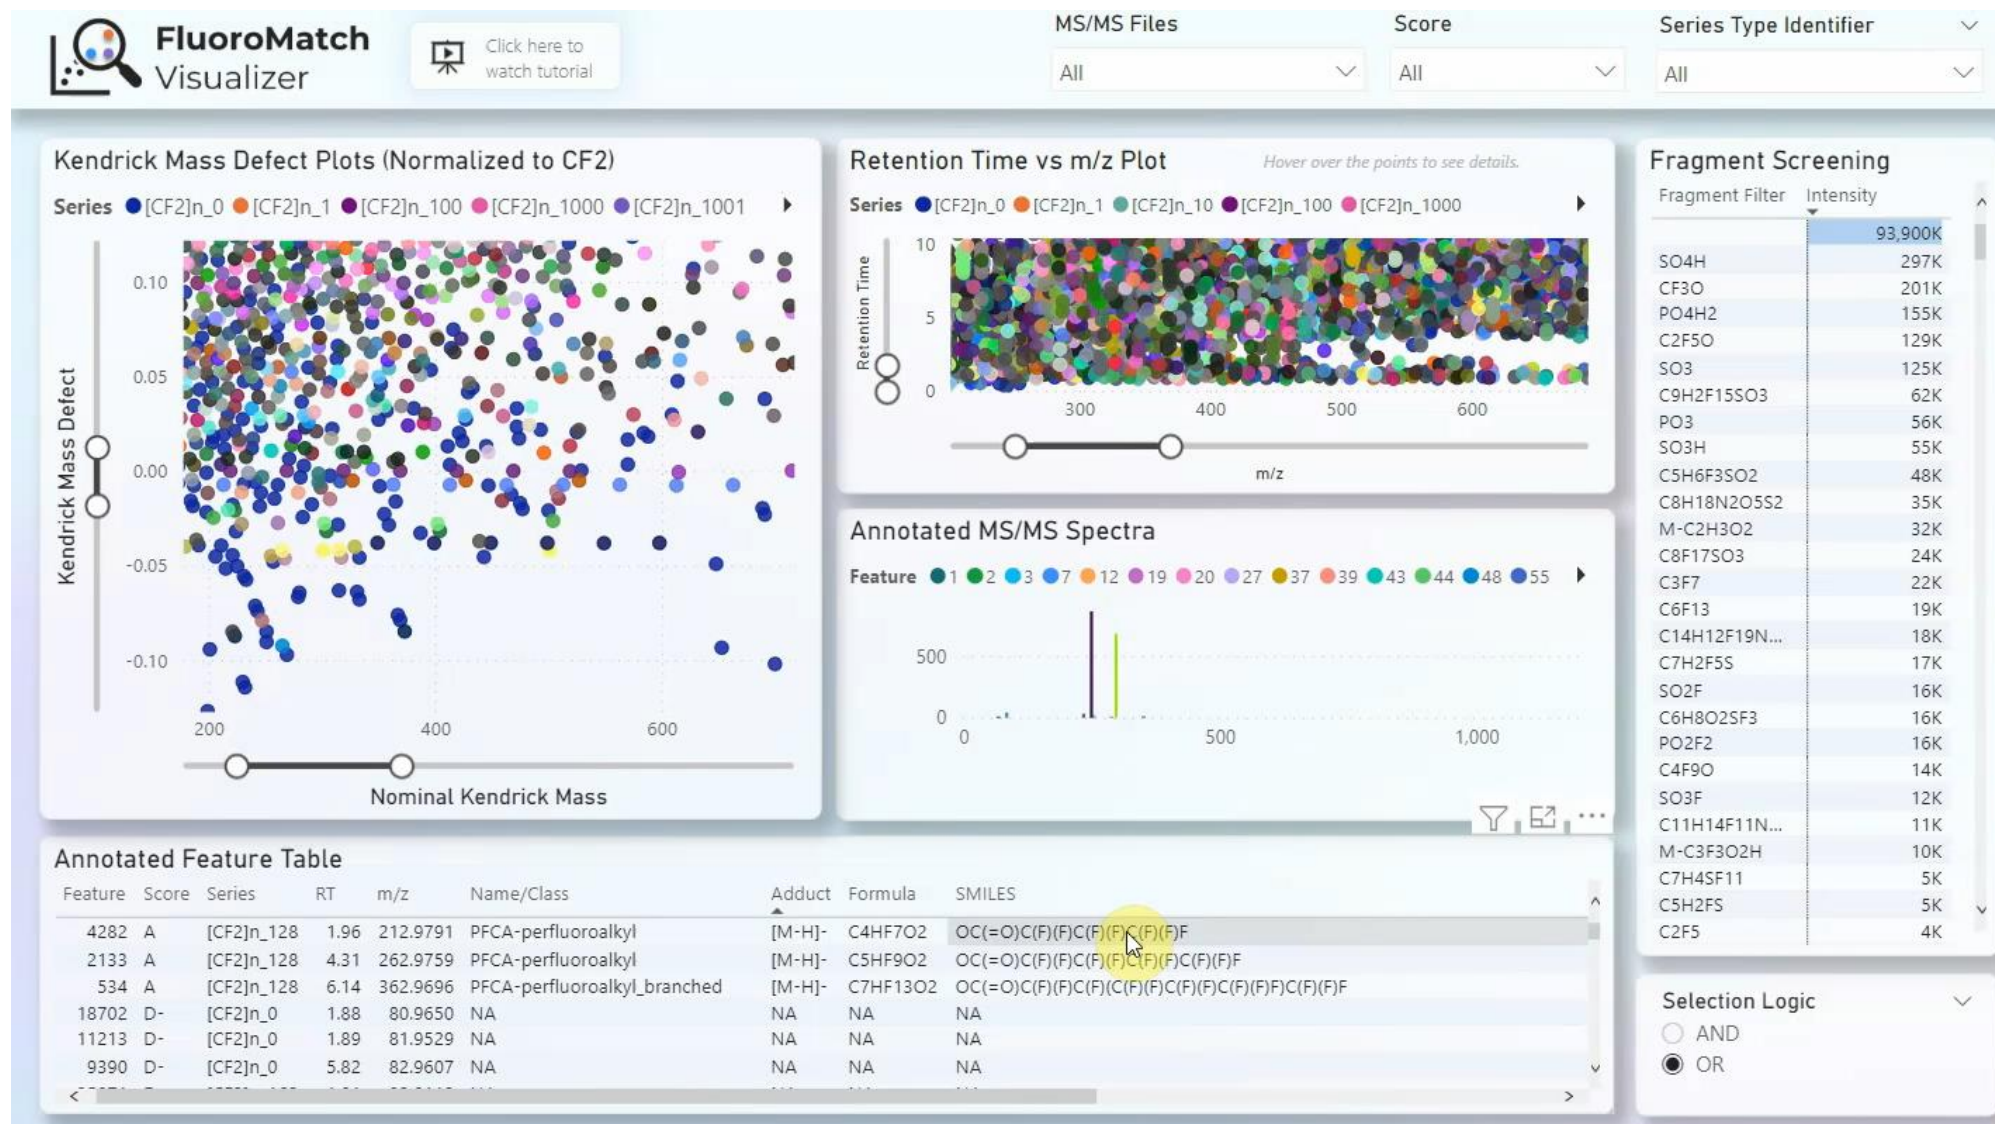 FluoroMatch
Visualizer
Click here to
watch tutorial
MS/MS Files
All
Score
All
Series Type Identifier
All
Kendrick Mass Defect Plots (Normalized to CF2)
Series [CF2]n_0 [CF2]n_1 [CF2]n_100 [CF2]n_1000 [CF2]n_1001
Kendrick Mass Defect
0.10
0.05
0.00
-0.05
-0.10
200 400 600
Nominal Kendrick Mass
Retention Time vs m/z Plot
Hover over the points to see details.
Series [CF2]n_0 [CF2]n_1 [CF2]n_10 [CF2]n_100 [CF2]n_1000
Retention Time
10
5
0
300 400 500 600
m/z
Annotated MS/MS Spectra
Feature 1 2 3 7 12 19 20 27 37 39 43 44 48 55
500
0
0 500 1,000
Fragment Screening
Fragment Filter Intensity
93,900K
SO4H 297K
CF3O 201K
PO4H2 155K
C2F5O 129K
SO3 125K
C9H2F15SO3 62K
PO3 56K
SO3H 55K
C5H6F3SO2 48K
C8H18N2O5S2 35K
M-C2H3O2 32K
C8F17SO3 24K
C3F7 22K
C6F13 19K
C14H12F19N... 18K
C7H2F5S 17K
SO2F 16K
C6H8O2SF3 16K
PO2F2 16K
C4F9O 14K
SO3F 12K
C11H14F11N... 11K
M-C3F3O2H 10K
C7H4SF11 5K
C5H2FS 5K
C2F5 4K
Annotated Feature Table
Feature Score Series RT m/z Name/Class Adduct Formula SMILES
4282 A [CF2]n_128 1.96 212.9791 PFCA-perfluoroalkyl [M-H]- C4HF7O2 OC(=O)C(F)(F)C(F)(F)C(F)(F)F
2133 A [CF2]n_128 4.31 262.9759 PFCA-perfluoroalkyl [M-H]- C5HF9O2 OC(=O)C(F)(F)C(F)(F)C(F)(F)C(F)(F)F
534 A [CF2]n_128 6.14 362.9696 PFCA-perfluoroalkyl_branched [M-H]- C7HF13O2 OC(=O)C(F)(F)C(F)(C(F)(F)C(F)(F)C(F)(F)F)C(F)(F)F
18702 D- [CF2]n_0 1.88 80.9650 NA NA NA NA
11213 D- [CF2]n_0 1.89 81.9529 NA NA NA NA
9390 D- [CF2]n_0 5.82 82.9607 NA NA NA NA
Selection Logic
AND
OR